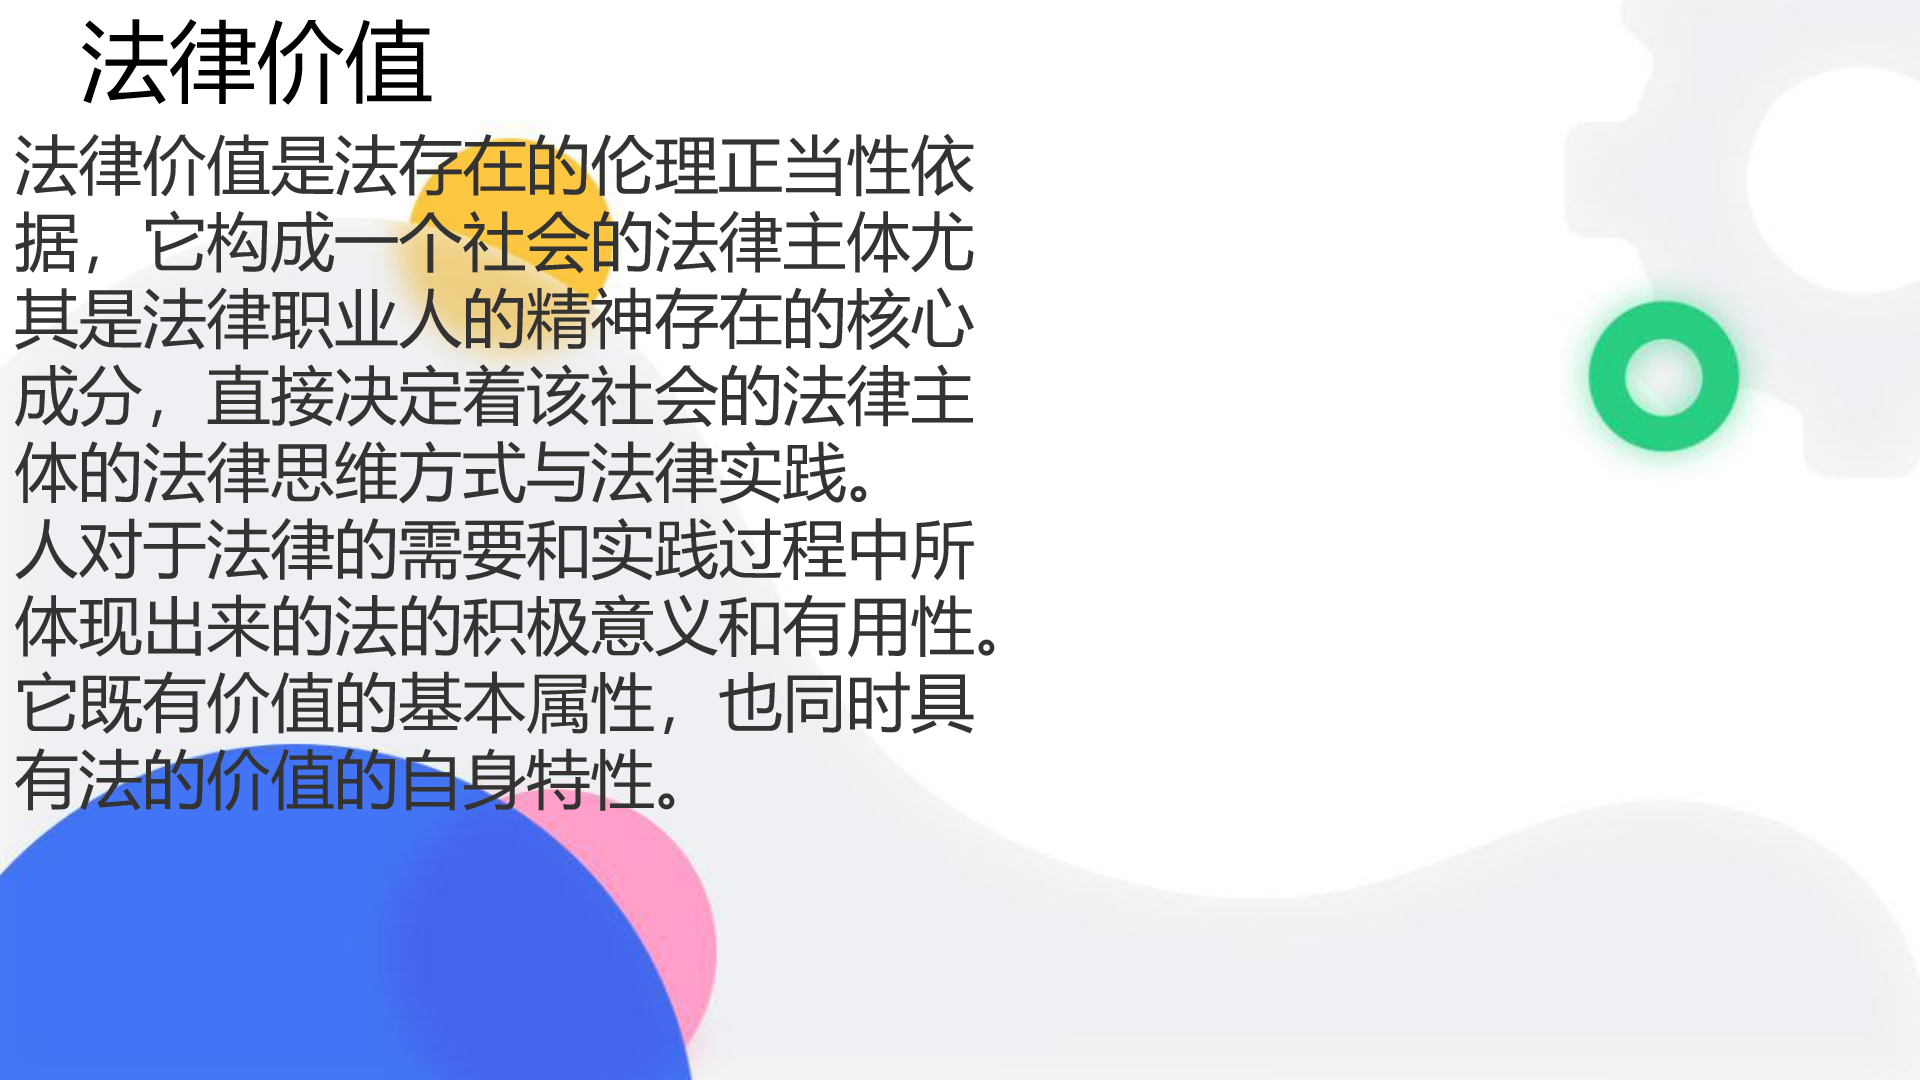 法律价值
法律价值是法存在的伦理正当性依
据，它构成一个社会的法律主体尤
其是法律职业人的精神存在的核心
成分，直接决定着该社会的法律主
体的法律思维方式与法律实践。
人对于法律的需要和实践过程中所
体现出来的法的积极意义和有用性。
它既有价值的基本属性，也同时具
有法的价值的自身特性。